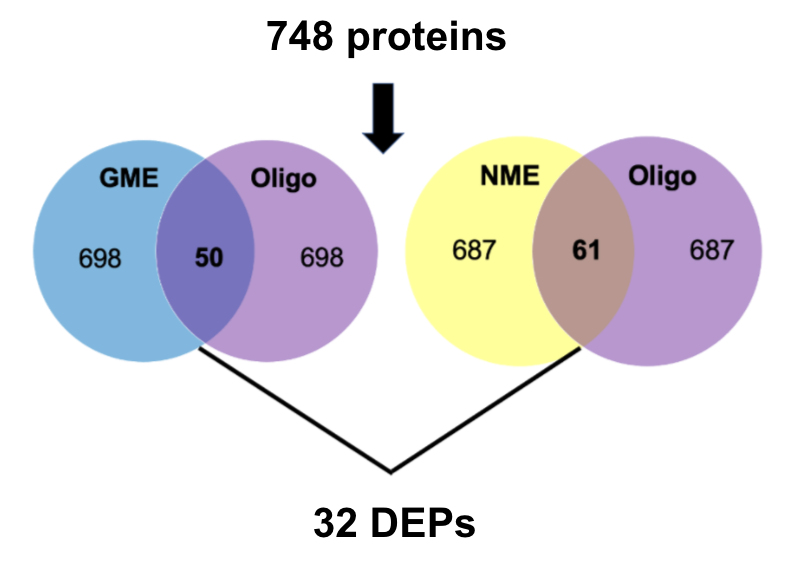 748 proteins
GME Oligo
698 50 698
NME Oligo
687 61 687
32 DEPs